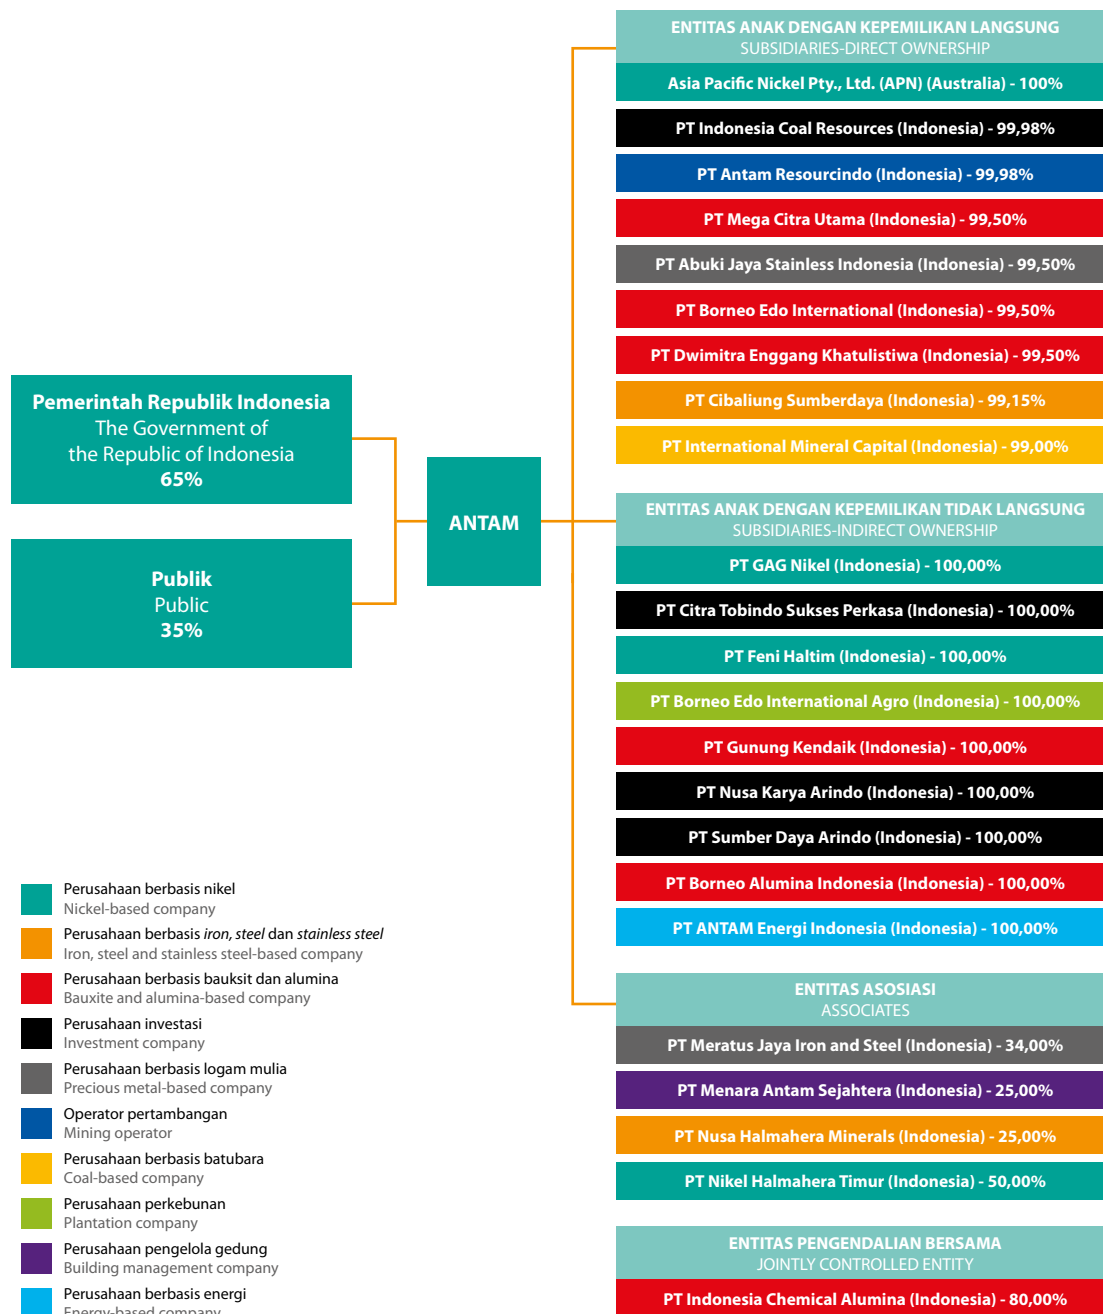 Pemerintah Republik Indonesia
The Government of
the Republic of Indonesia
65%
Publik
Public
35%
ANTAM
ENTITAS ANAK DENGAN KEPEMILIKAN LANGSUNG
SUBSIDIARIES-DIRECT OWNERSHIP
Asia Pacific Nickel Pty., Ltd. (APN) (Australia) - 100%
PT Indonesia Coal Resources (Indonesia) - 99,98%
PT Antam Resourcindo (Indonesia) - 99,98%
PT Mega Citra Utama (Indonesia) - 99,50%
PT Abuki Jaya Stainless Indonesia (Indonesia) - 99,50%
PT Borneo Edo International (Indonesia) - 99,50%
PT Dwimitra Enggang Khatulistiwa (Indonesia) - 99,50%
PT Cibaliung Sumberdaya (Indonesia) - 99,15%
PT International Mineral Capital (Indonesia) - 99,00%
ENTITAS ANAK DENGAN KEPEMILIKAN TIDAK LANGSUNG
SUBSIDIARIES-INDIRECT OWNERSHIP
PT GAG Nikel (Indonesia) - 100,00%
PT Citra Tobindo Sukses Perkasa (Indonesia) - 100,00%
PT Feni Haltim (Indonesia) - 100,00%
PT Borneo Edo International Agro (Indonesia) - 100,00%
PT Gunung Kendaik (Indonesia) - 100,00%
PT Nusa Karya Arindo (Indonesia) - 100,00%
PT Sumber Daya Arindo (Indonesia) - 100,00%
PT Borneo Alumina Indonesia (Indonesia) - 100,00%
PT ANTAM Energi Indonesia (Indonesia) - 100,00%
ENTITAS ASOSIASI
ASSOCIATES
PT Meratus Jaya Iron and Steel (Indonesia) - 34,00%
PT Menara Antam Sejahtera (Indonesia) - 25,00%
PT Nusa Halmahera Minerals (Indonesia) - 25,00%
PT Nikel Halmahera Timur (Indonesia) - 50,00%
ENTITAS PENGENDALIAN BERSAMA
JOINTLY CONTROLLED ENTITY
PT Indonesia Chemical Alumina (Indonesia) - 80,00%
Perusahaan berbasis nikel
Nickel-based company
Perusahaan berbasis iron, steel dan stainless steel
Iron, steel and stainless steel-based company
Perusahaan berbasis bauksit dan alumina
Bauxite and alumina-based company
Perusahaan investasi
Investment company
Perusahaan berbasis logam mulia
Precious metal-based company
Operator pertambangan
Mining operator
Perusahaan berbasis batubara
Coal-based company
Perusahaan perkebunan
Plantation company
Perusahaan pengelola gedung
Building management company
Perusahaan berbasis energi
Energy-based company